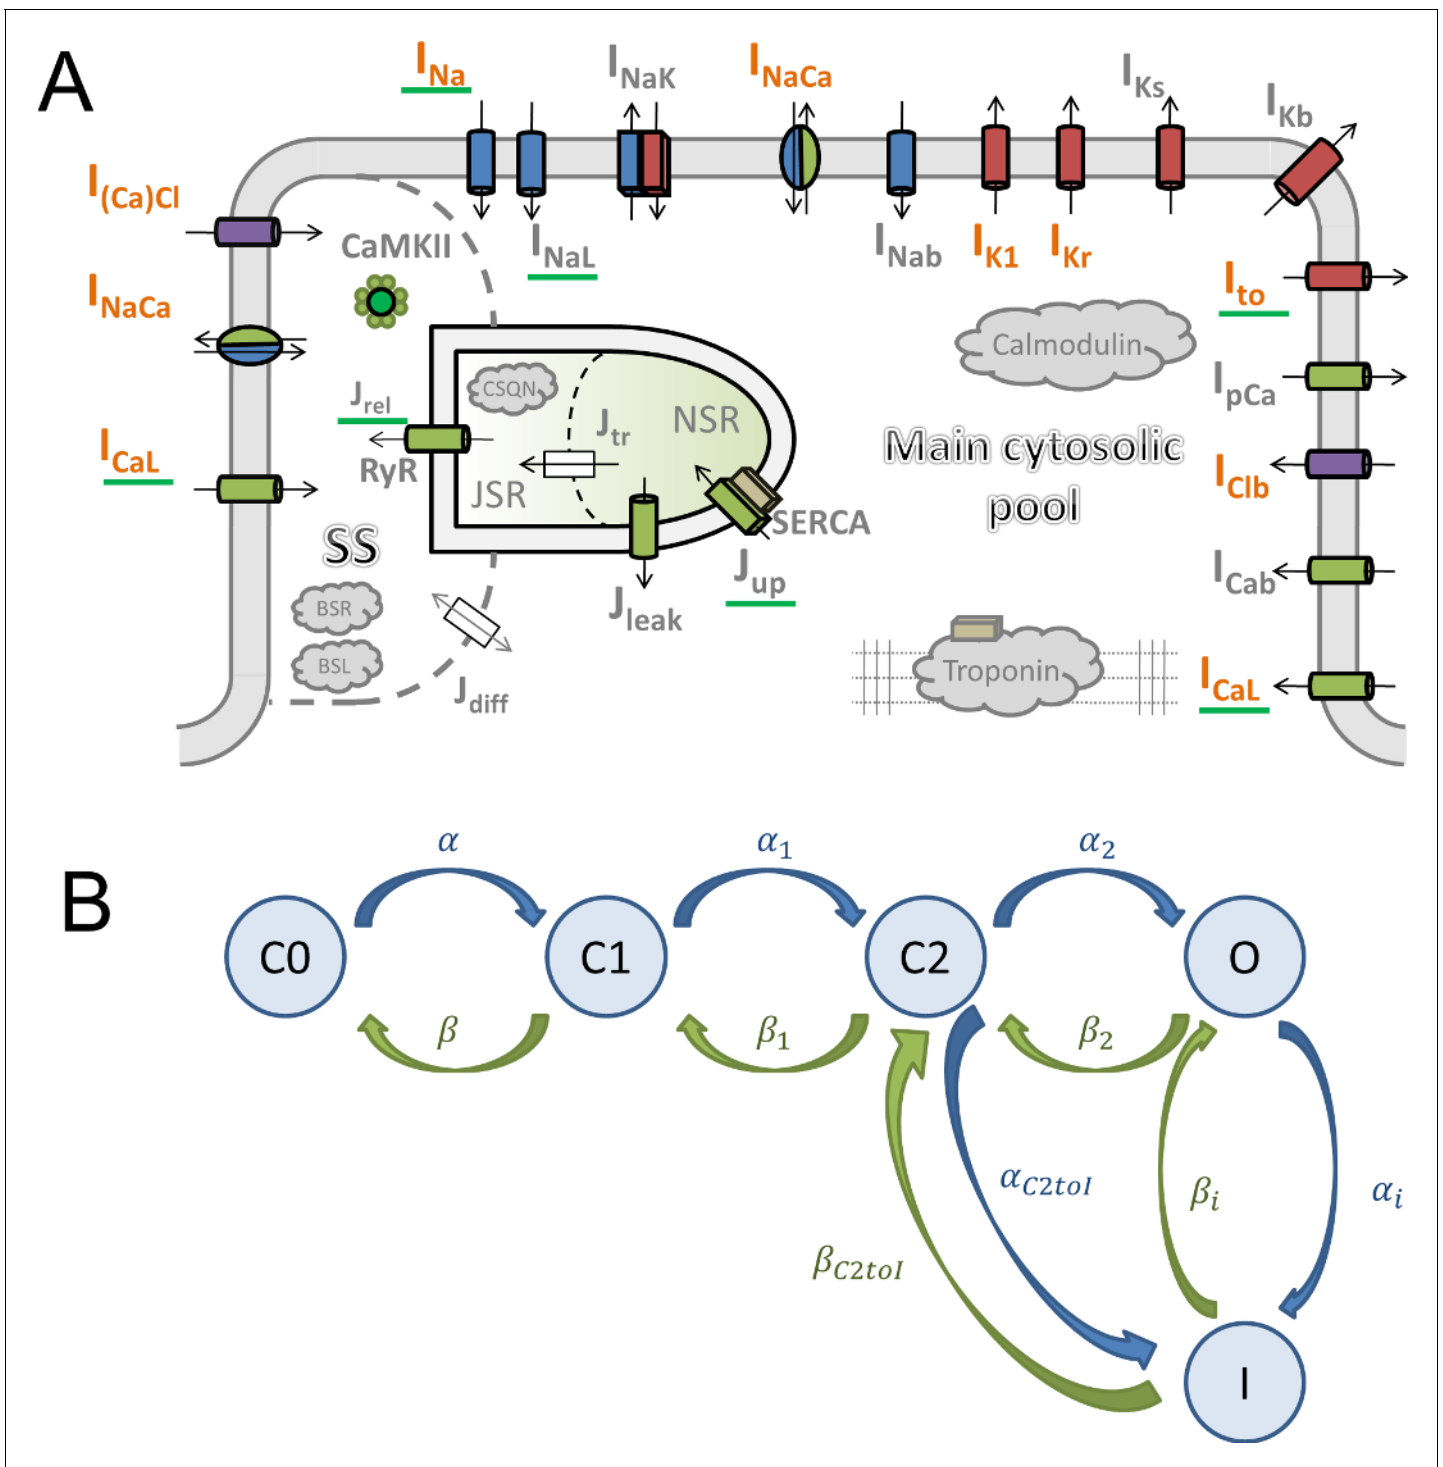 A
I_Na
I_NaK
I_NaCa
I_Ks
I_Kb
I_(Ca)Cl
CaMKII
I_NaL
I_Nab
I_K1
I_Kr
I_NaCa
I_to
Calmodulin
CSQN
J_rel
J_tr
NSR
I_pCa
I_CaL
RyR
JSR
Main cytosolic
pool
I_Clb
SERCA
SS
J_up
I_Cab
BSR
J_leak
BSL
Troponin
I_CaL
J_diff
B
α
α_1
α_2
C0
C1
C2
O
β
β_1
β_2
α_C2toI
β_i
α_i
β_C2toI
I